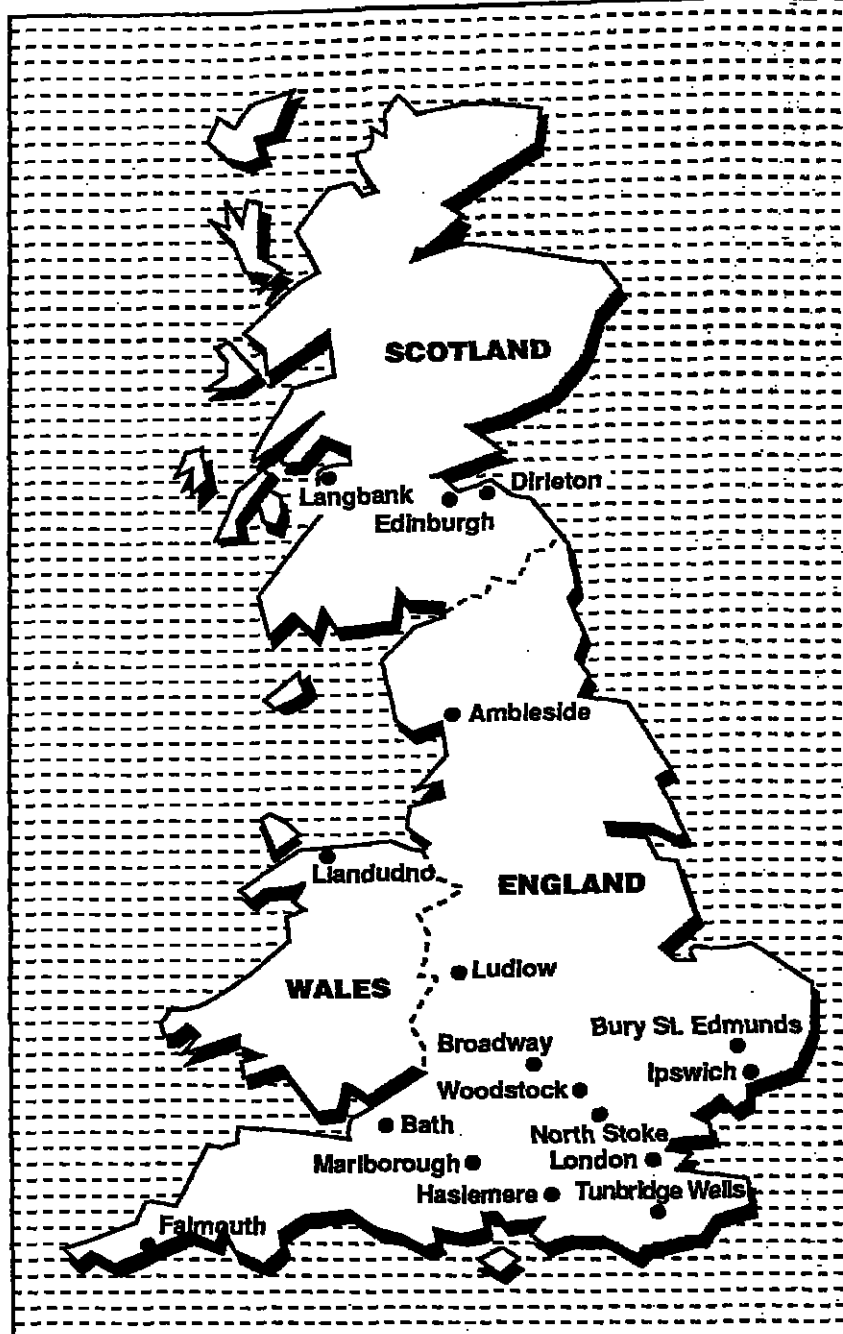 SCOTLAND
Dirleton
Langbank
Edinburgh
Ambleside
Llandudno
ENGLAND
Ludlow
WALES
Bury St. Edmunds
Broadway
Ipswich
Woodstock
Bath
North Stoke
Marlborough
London
Haslemere
Tunbridge Wells
Falmouth